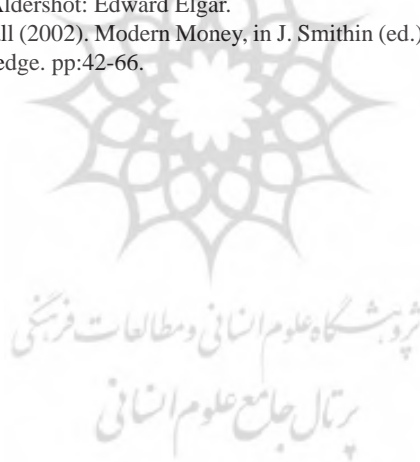 Aldershot: Edward Elgar.
ll (2002). Modern Money, in J. Smithin (ed.)
edge. pp:42-66.
پژوهشگاه علوم انسانی و مطالعات فرهنگی
پرتال جامع علوم انسانی